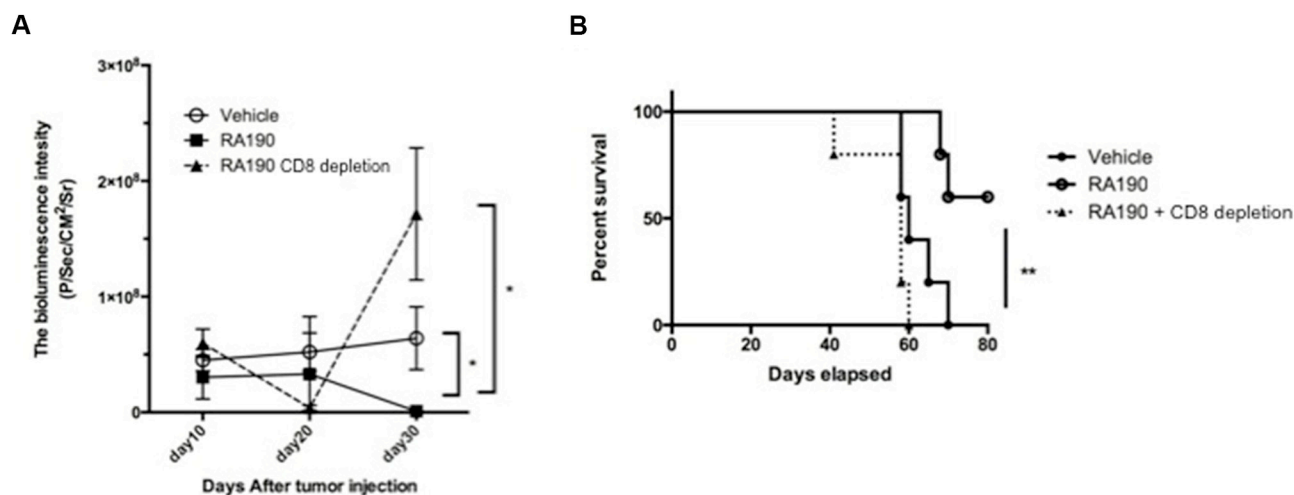 A
B
The bioluminescence intesity
(P/Sec/CM²/Sr)
3×10⁸
2×10⁸
1×10⁸
0
Vehicle
RA190
RA190 CD8 depletion
*
*
day10
day20
day30
Days After tumor injection
Percent survival
100
50
0
0
20
40
60
80
Days elapsed
Vehicle
RA190
RA190 + CD8 depletion
**